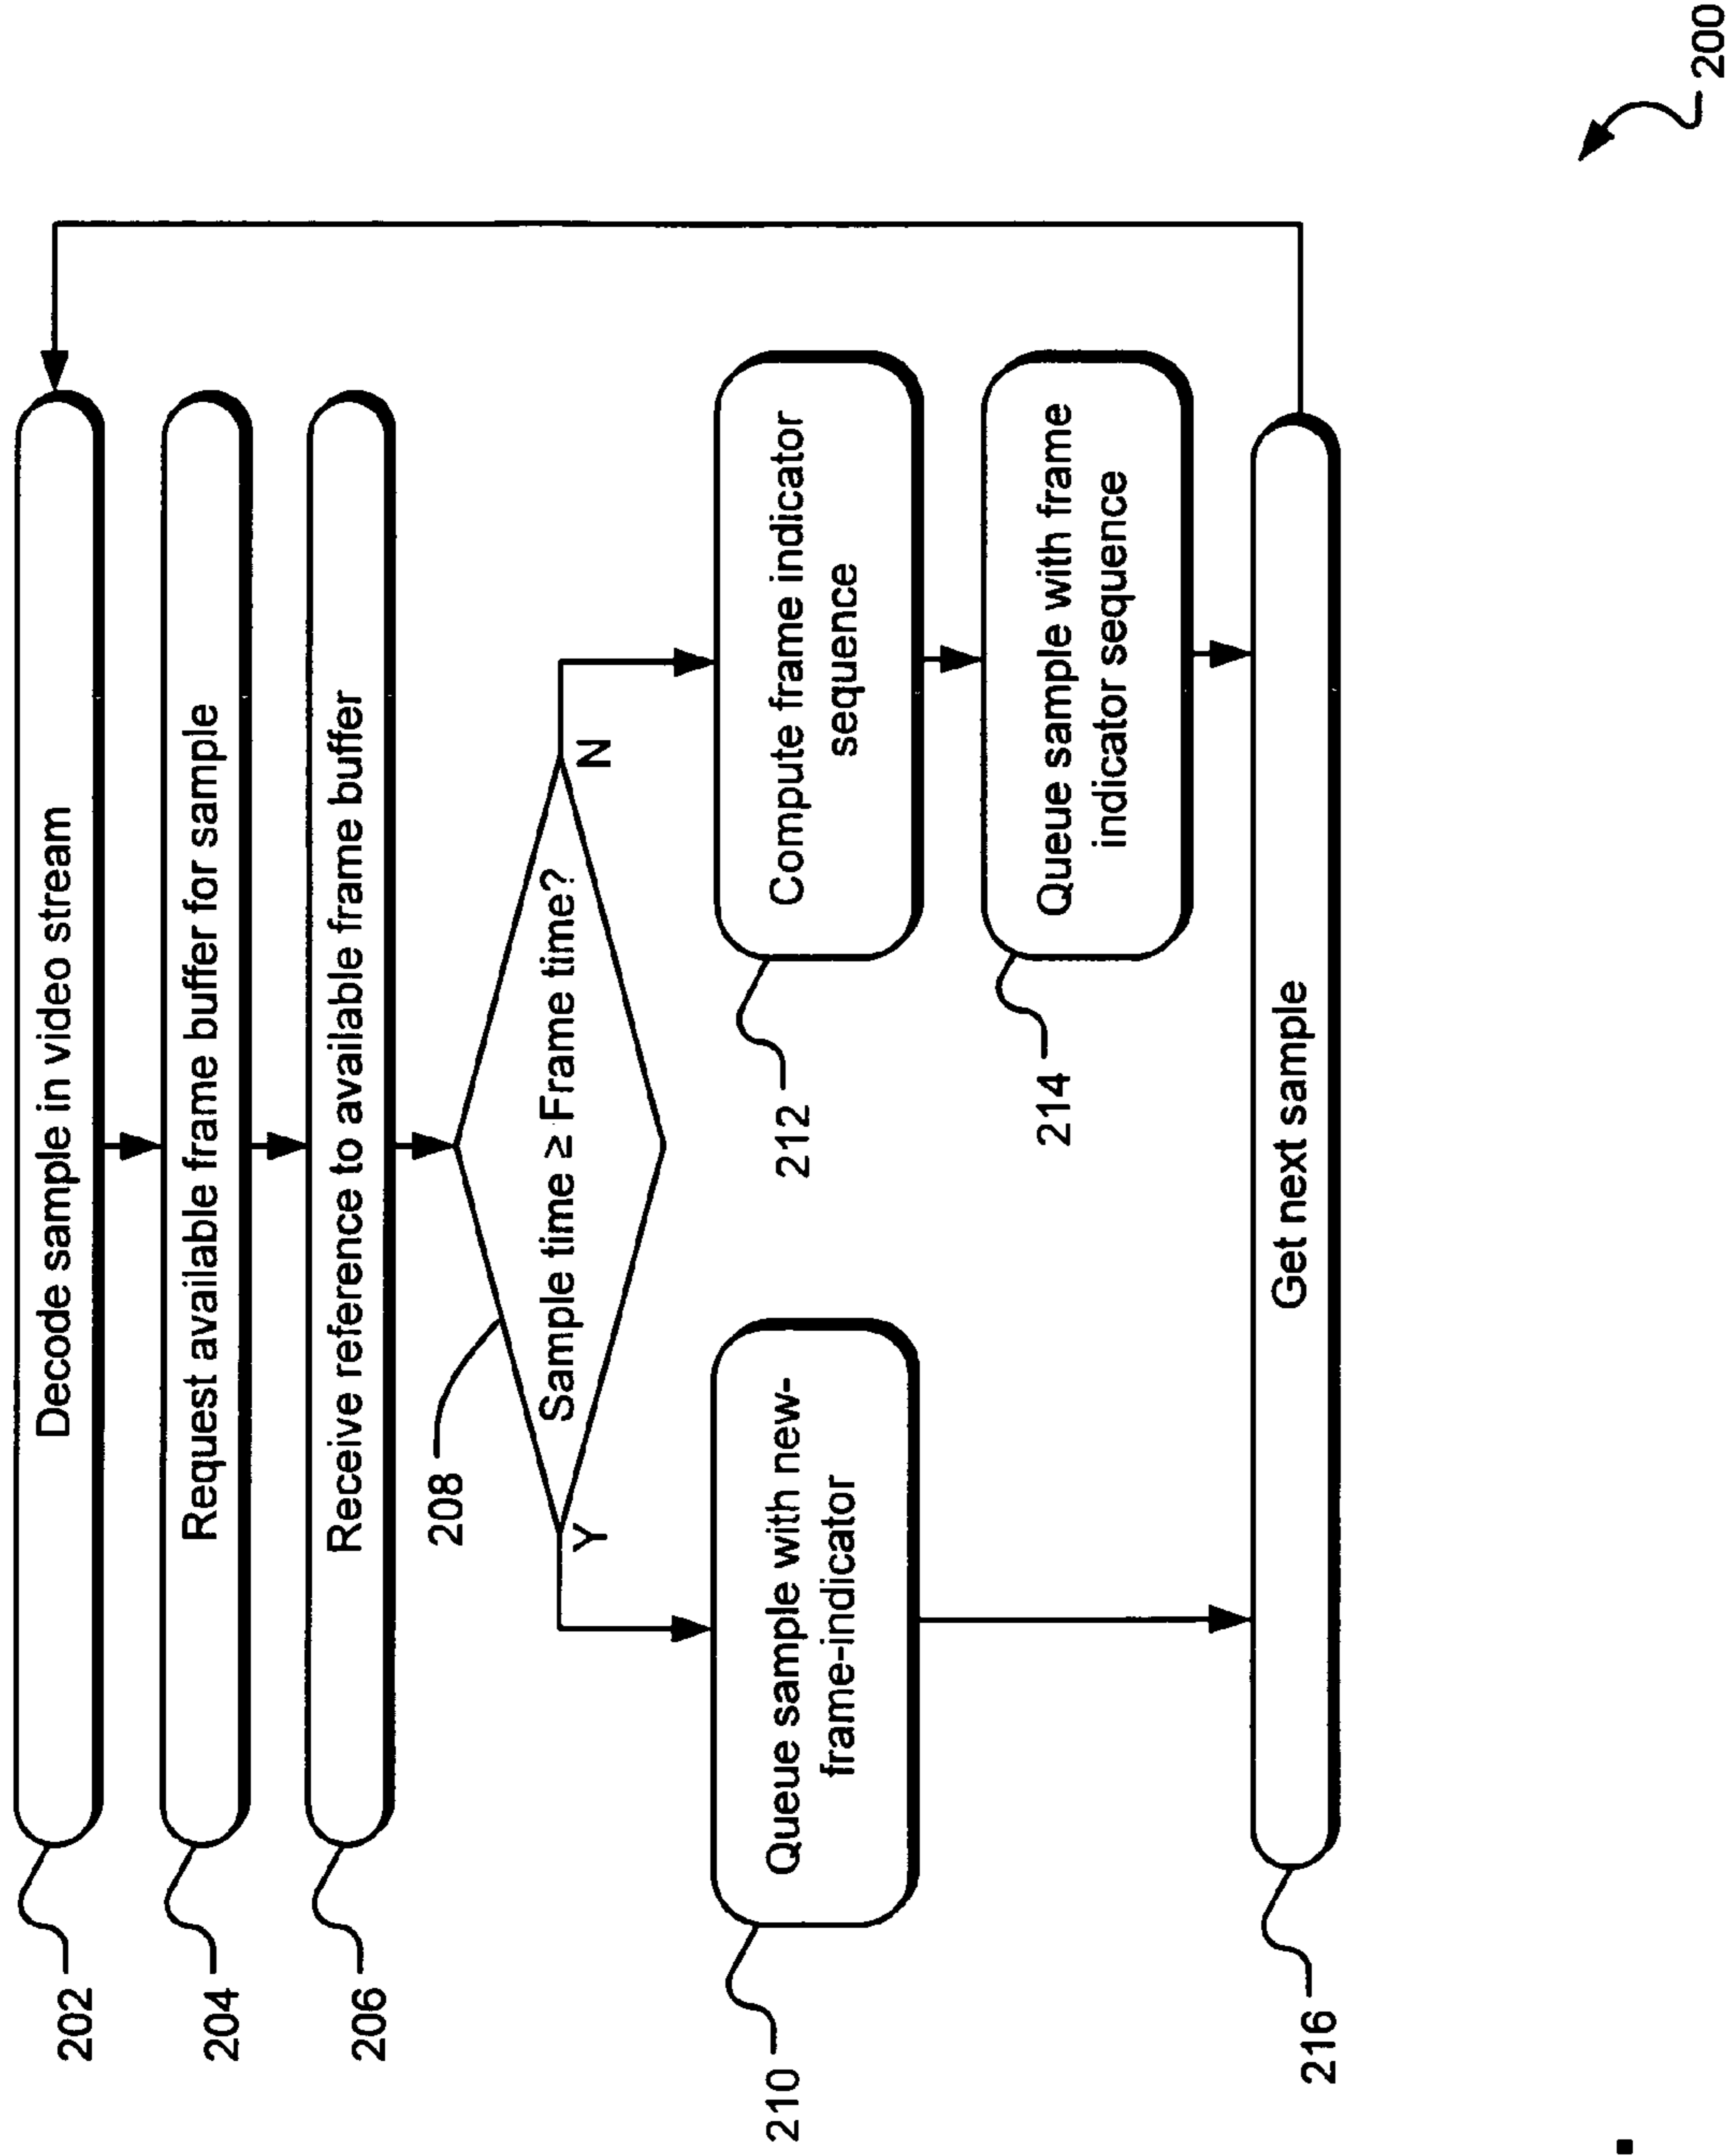 202
Decode sample in video stream
204
Request available frame buffer for sample
206
Receive reference to available frame buffer
208
Sample time ≥ Frame time?
Y
N
210
Queue sample with new-
frame-indicator
212
Compute frame indicator
sequence
214
Queue sample with frame
indicator sequence
216
Get next sample
200